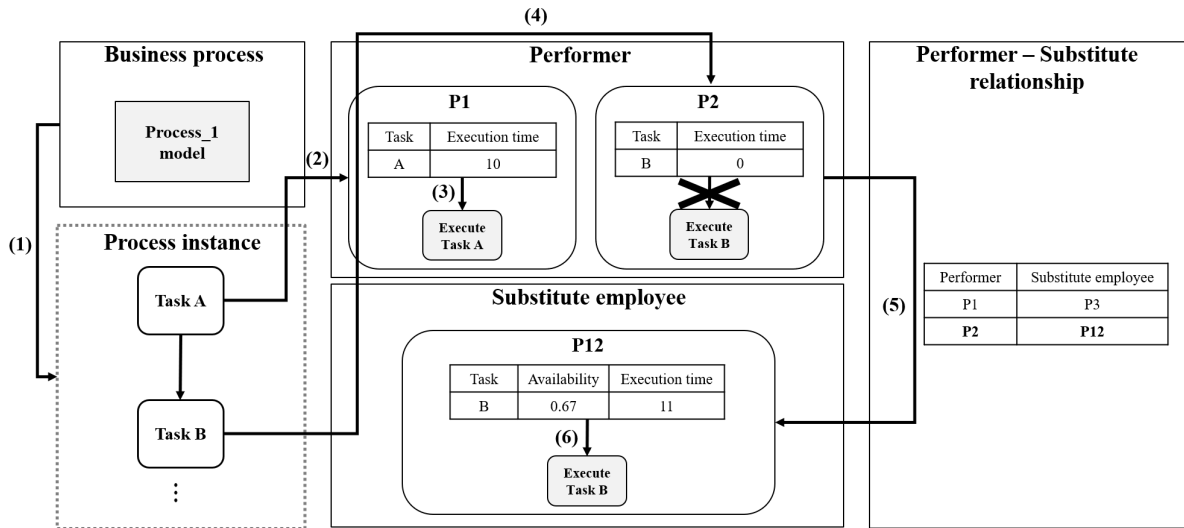 (4)
Business process
Process_1
model
(1)
Process instance
Task A
Task B
⋮
(2)
Performer
P1
Task Execution time
A 10
(3)
Execute
Task A
P2
Task Execution time
B 0
Execute
Task B
Substitute employee
P12
Task Availability Execution time
B 0.67 11
(6)
Execute
Task B
Performer – Substitute
relationship
(5)
Performer Substitute employee
P1 P3
P2 P12